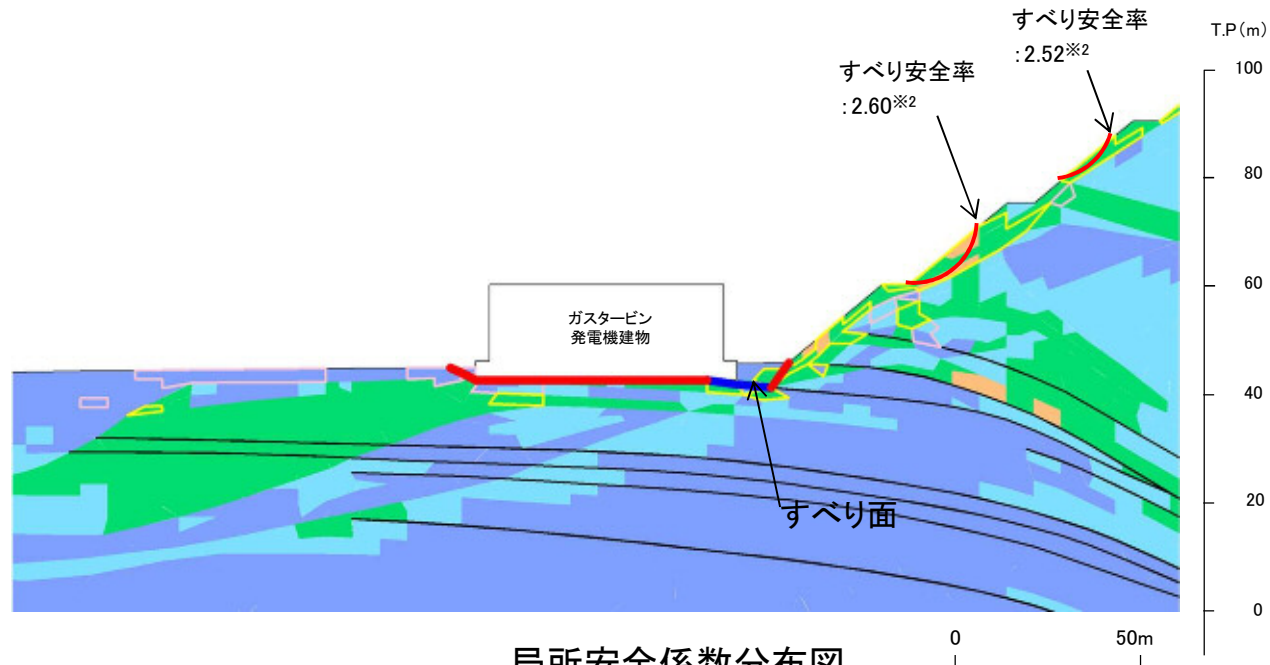 すべり安全率
:2.52※2
T.P(m)
すべり安全率
:2.60※2
100
80
60
ガスタービン
発電機建物
40
20
すべり面
0
0
50m
局所安全係数分布図